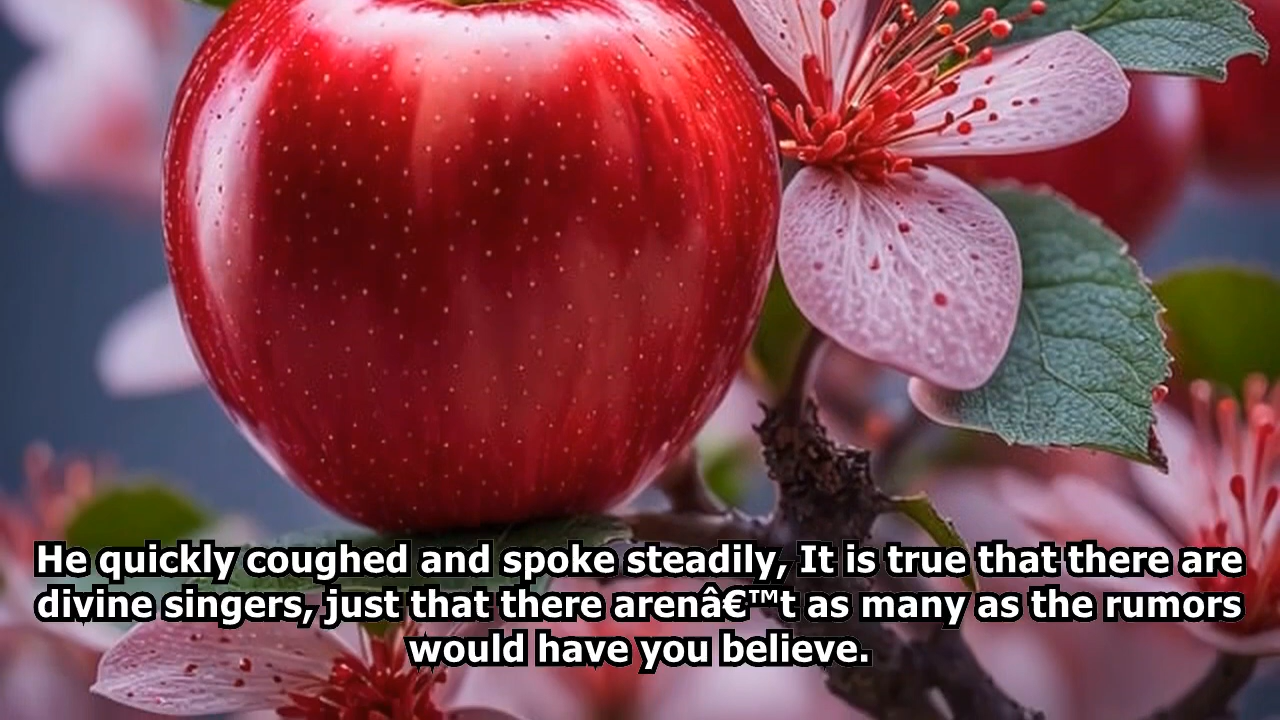 He quickly coughed and spoke steadily, It is true that there are
divine singers, just that there arenâ€™t as many as the rumors
would have you believe.